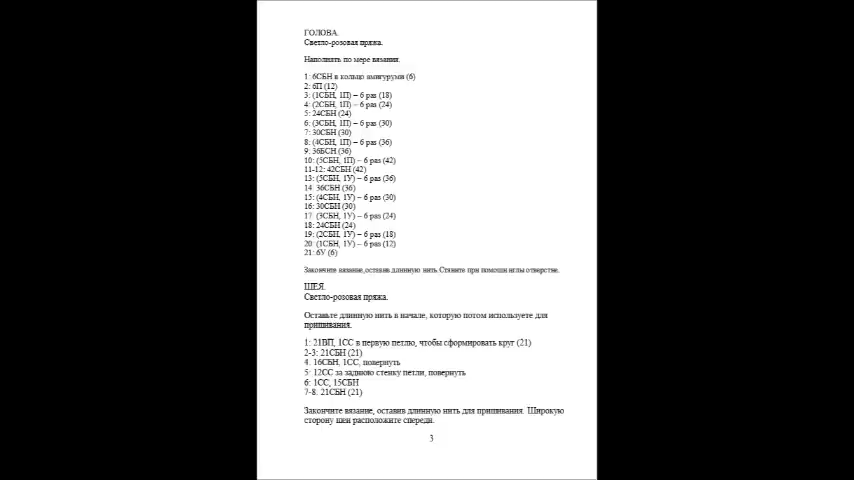 ГОЛОВА.
Светло-розовая пряжа.
Наполнять по мере вязания.
1: 6СБН в кольцо амигуруми (6)
2: 6П (12)
3: (1СБН, 1П) – 6 раз (18)
4: (2СБН, 1П) – 6 раз (24)
5: 24СБН (24)
6: (3СБН, 1П) – 6 раз (30)
7: 30СБН (30)
8: (4СБН, 1П) – 6 раз (36)
9: 36БСН (36)
10: (5СБН, 1П) – 6 раз (42)
11-12: 42СБН (42)
13: (5СБН, 1У) – 6 раз (36)
14: 36СБН (36)
15: (4СБН, 1У) – 6 раз (30)
16: 30СБН (30)
17: (3СБН, 1У) – 6 раз (24)
18: 24СБН (24)
19: (2СБН, 1У) – 6 раз (18)
20: (1СБН, 1У) – 6 раз (12)
21: 6У (6)
Закончите вязание,оставив длинную нить. Стяните при помощи иглы отверстие.
ШЕЯ.
Светло-розовая пряжа.
Оставьте длинную нить в начале, которую потом используете для
пришивания.
1: 21ВП, 1СС в первую петлю, чтобы сформировать круг (21)
2-3: 21СБН (21)
4: 16СБН, 1СС, повернуть
5: 12СС за заднюю стенку петли, повернуть
6: 1СС, 15СБН
7-8: 21СБН (21)
Закончите вязание, оставив длинную нить для пришивания. Широкую
сторону шеи расположите спереди.
3